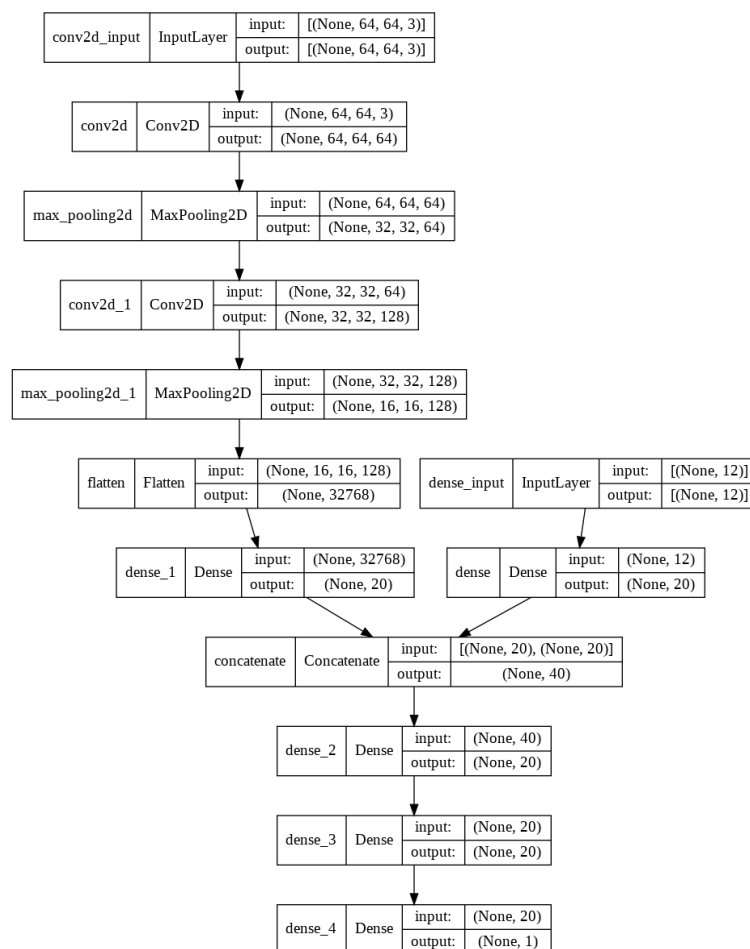 conv2d_input InputLayer input: [(None, 64, 64, 3)]
output: [(None, 64, 64, 3)]
conv2d Conv2D input: (None, 64, 64, 3)
output: (None, 64, 64, 64)
max_pooling2d MaxPooling2D input: (None, 64, 64, 64)
output: (None, 32, 32, 64)
conv2d_1 Conv2D input: (None, 32, 32, 64)
output: (None, 32, 32, 128)
max_pooling2d_1 MaxPooling2D input: (None, 32, 32, 128)
output: (None, 16, 16, 128)
flatten Flatten input: (None, 16, 16, 128)
output: (None, 32768)
dense_input InputLayer input: [(None, 12)]
output: [(None, 12)]
dense_1 Dense input: (None, 32768)
output: (None, 20)
dense Dense input: (None, 12)
output: (None, 20)
concatenate Concatenate input: [(None, 20), (None, 20)]
output: (None, 40)
dense_2 Dense input: (None, 40)
output: (None, 20)
dense_3 Dense input: (None, 20)
output: (None, 20)
dense_4 Dense input: (None, 20)
output: (None, 1)